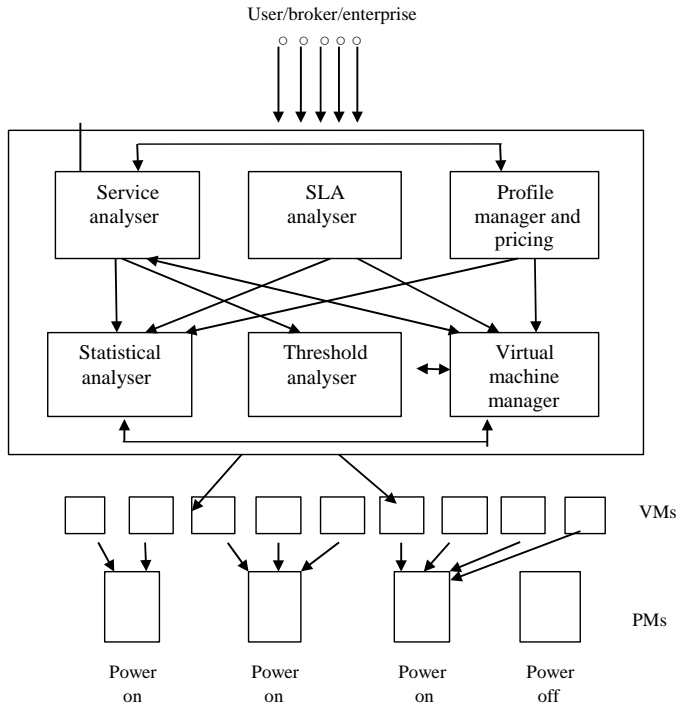 User/broker/enterprise
Service
analyser
SLA
analyser
Profile
manager and
pricing
Statistical
analyser
Threshold
analyser
Virtual
machine
manager
VMs
PMs
Power
on
Power
on
Power
on
Power
off